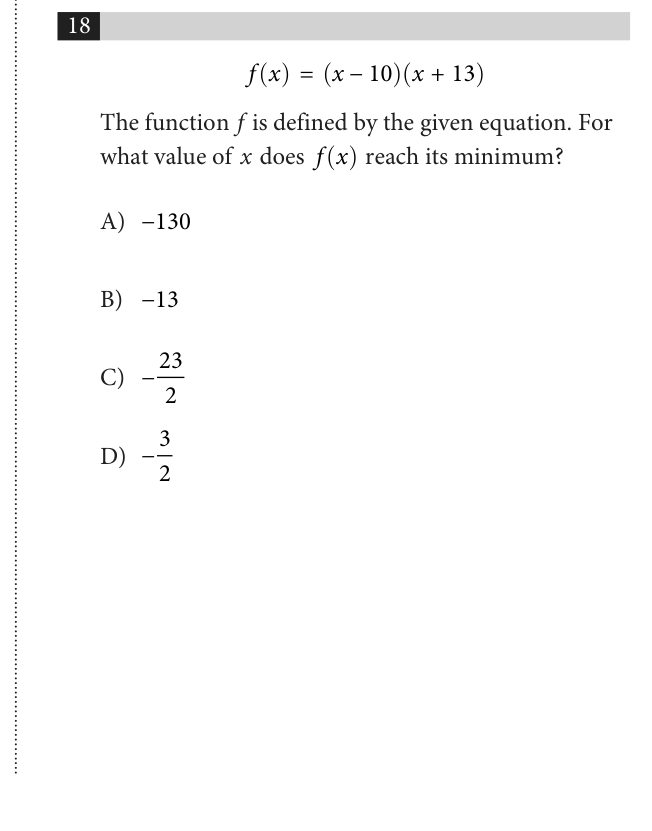 18
f(x) = (x – 10)(x + 13)
The function f is defined by the given equation. For
what value of x does f(x) reach its minimum?
A) –130
B) –13
C) –23/2
D) –3/2